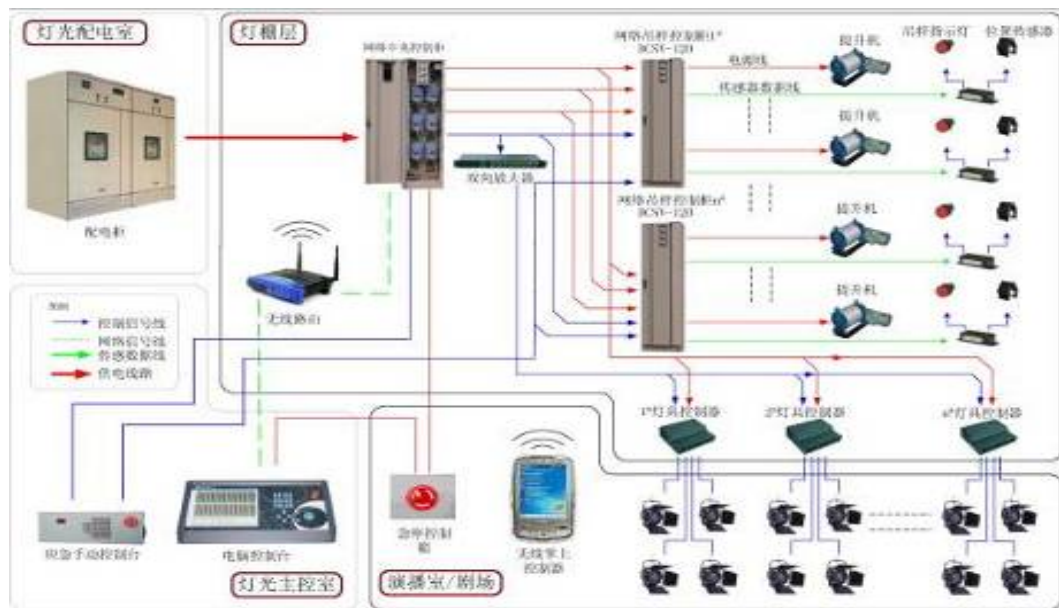 灯光配电室
灯棚层
网络中央控制柜
网络吊杆控制柜1#
BCSV-120
电源线
传感器数据线
提升机
吊杆指示灯
位置传感器
提升机
双向放大器
网络吊杆控制柜n#
BCSV-120
提升机
提升机
配电柜
无线路由
图例
控制信号线
网络信号线
传感数据线
供电线路
1#灯具控制器
2#灯具控制器
n#灯具控制器
应急手动控制台
电脑控制台
急停控制
箱
无线掌上
控制器
灯光主控室
演播室/剧场